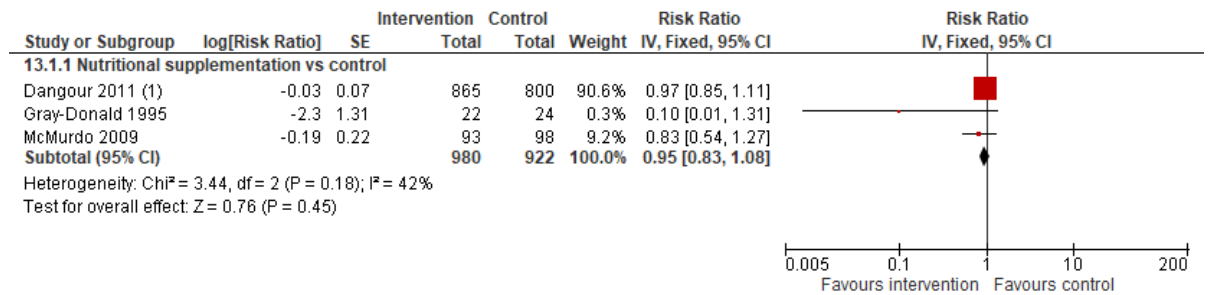 Intervention Control Risk Ratio Risk Ratio
Study or Subgroup log[Risk Ratio] SE Total Total Weight IV, Fixed, 95% CI IV, Fixed, 95% CI
13.1.1 Nutritional supplementation vs control
Dangour 2011 (1) -0.03 0.07 865 800 90.6% 0.97 [0.85, 1.11]
Gray-Donald 1995 -2.3 1.31 22 24 0.3% 0.10 [0.01, 1.31]
McMurdo 2009 -0.19 0.22 93 98 9.2% 0.83 [0.54, 1.27]
Subtotal (95% CI) 980 922 100.0% 0.95 [0.83, 1.08]
Heterogeneity: Chi² = 3.44, df = 2 (P = 0.18); I² = 42%
Test for overall effect: Z = 0.76 (P = 0.45)
0.005 0.1 1 10 200
Favours intervention Favours control